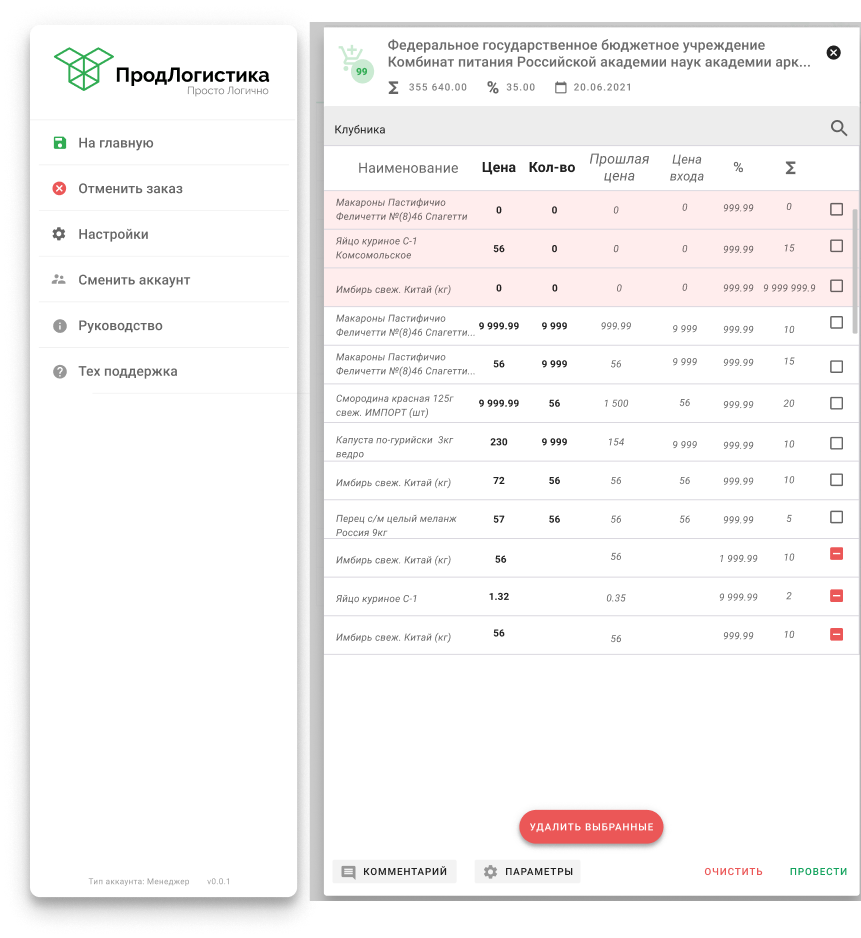 ПродЛогистика
Просто Логично
На главную
Отменить заказ
Настройки
Сменить аккаунт
Руководство
Тех поддержка
Тип аккаунта: Менеджер v0.0.1
99
Федеральное государственное бюджетное учреждение
Комбинат питания Российской академии наук академии арк...
Σ 355 640.00 % 35.00 20.06.2021
Клубника
Наименование Цена Кол-во Прошлая цена Цена входа % Σ
Макароны Пастифичио
Феличетти №(8)46 Спагетти 0 0 0 0 999.99 0
Яйцо куриное С-1
Комсомольское 56 0 0 0 999.99 15
Имбирь свеж. Китай (кг) 0 0 0 0 999.99 9 999 999.9
Макароны Пастифичио
Феличетти №(8)46 Спагетти... 9 999.99 9 999 999.99 9 999 999.99 10
Макароны Пастифичио
Феличетти №(8)46 Спагетти... 56 9 999 56 9 999 999.99 15
Смородина красная 125г
свеж. ИМПОРТ (шт) 9 999.99 56 1 500 56 999.99 20
Капуста по-гурийски 3кг
ведро 230 9 999 154 9 999 999.99 10
Имбирь свеж. Китай (кг) 72 56 56 56 999.99 10
Перец с/м целый меланж
Россия 9кг 57 56 56 56 999.99 5
Имбирь свеж. Китай (кг) 56 56 1 999.99 10
Яйцо куриное С-1 1.32 0.35 9 999.99 2
Имбирь свеж. Китай (кг) 56 56 999.99 10
УДАЛИТЬ ВЫБРАННЫЕ
КОММЕНТАРИЙ ПАРАМЕТРЫ ОЧИСТИТЬ ПРОВЕСТИ